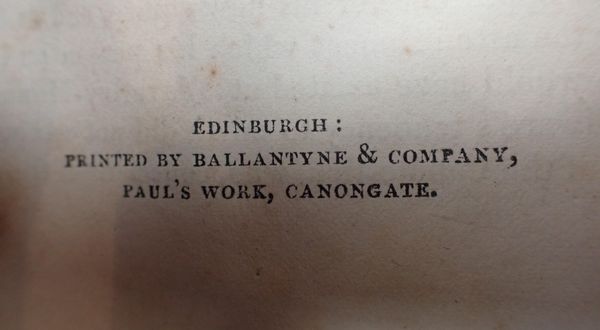 EDINBURGH:
PRINTED BY BALLANTYNE & COMPANY,
PAUL'S WORK, CANONGATE.